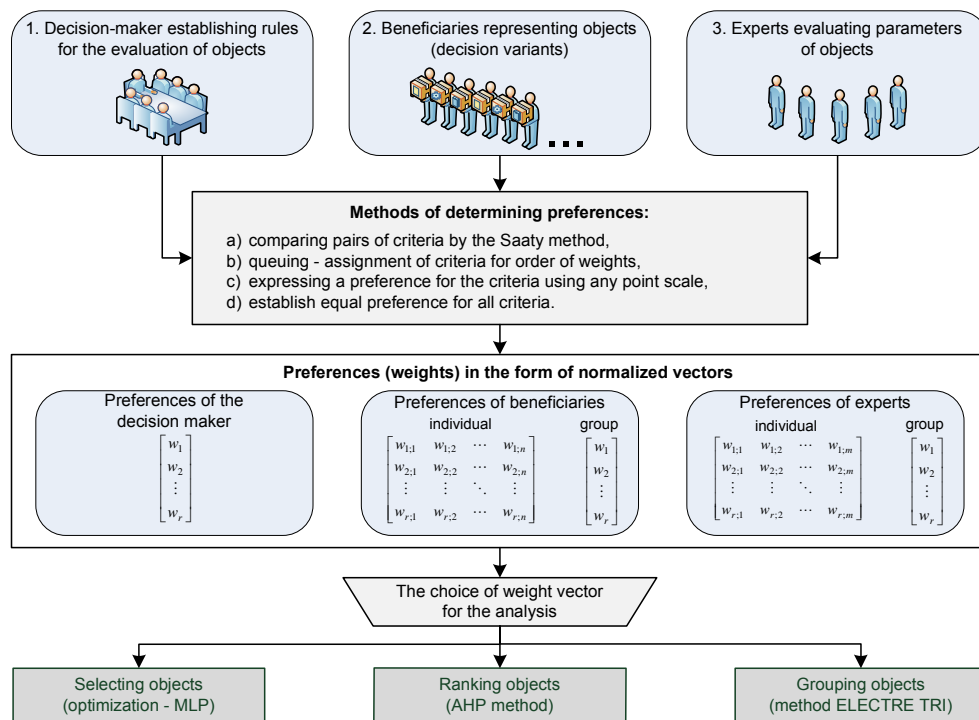 1. Decision-maker establishing rules
for the evaluation of objects
2. Beneficiaries representing objects
(decision variants)
3. Experts evaluating parameters
of objects
...
Methods of determining preferences:
a) comparing pairs of criteria by the Saaty method,
b) queuing - assignment of criteria for order of weights,
c) expressing a preference for the criteria using any point scale,
d) establish equal preference for all criteria.
Preferences (weights) in the form of normalized vectors
Preferences of the
decision maker
w1
w2
⋮
wr
Preferences of beneficiaries
individual
w1;1 w1;2 ⋯ w1;n
w2;1 w2;2 ⋯ w2;n
⋮ ⋮ ⋱ ⋮
wr;1 wr;2 ⋯ wr;n
group
w1
w2
⋮
wr
Preferences of experts
individual
w1;1 w1;2 ⋯ w1;m
w2;1 w2;2 ⋯ w2;m
⋮ ⋮ ⋱ ⋮
wr;1 wr;2 ⋯ wr;m
group
w1
w2
⋮
wr
The choice of weight vector
for the analysis
Selecting objects
(optimization - MLP)
Ranking objects
(AHP method)
Grouping objects
(method ELECTRE TRI)